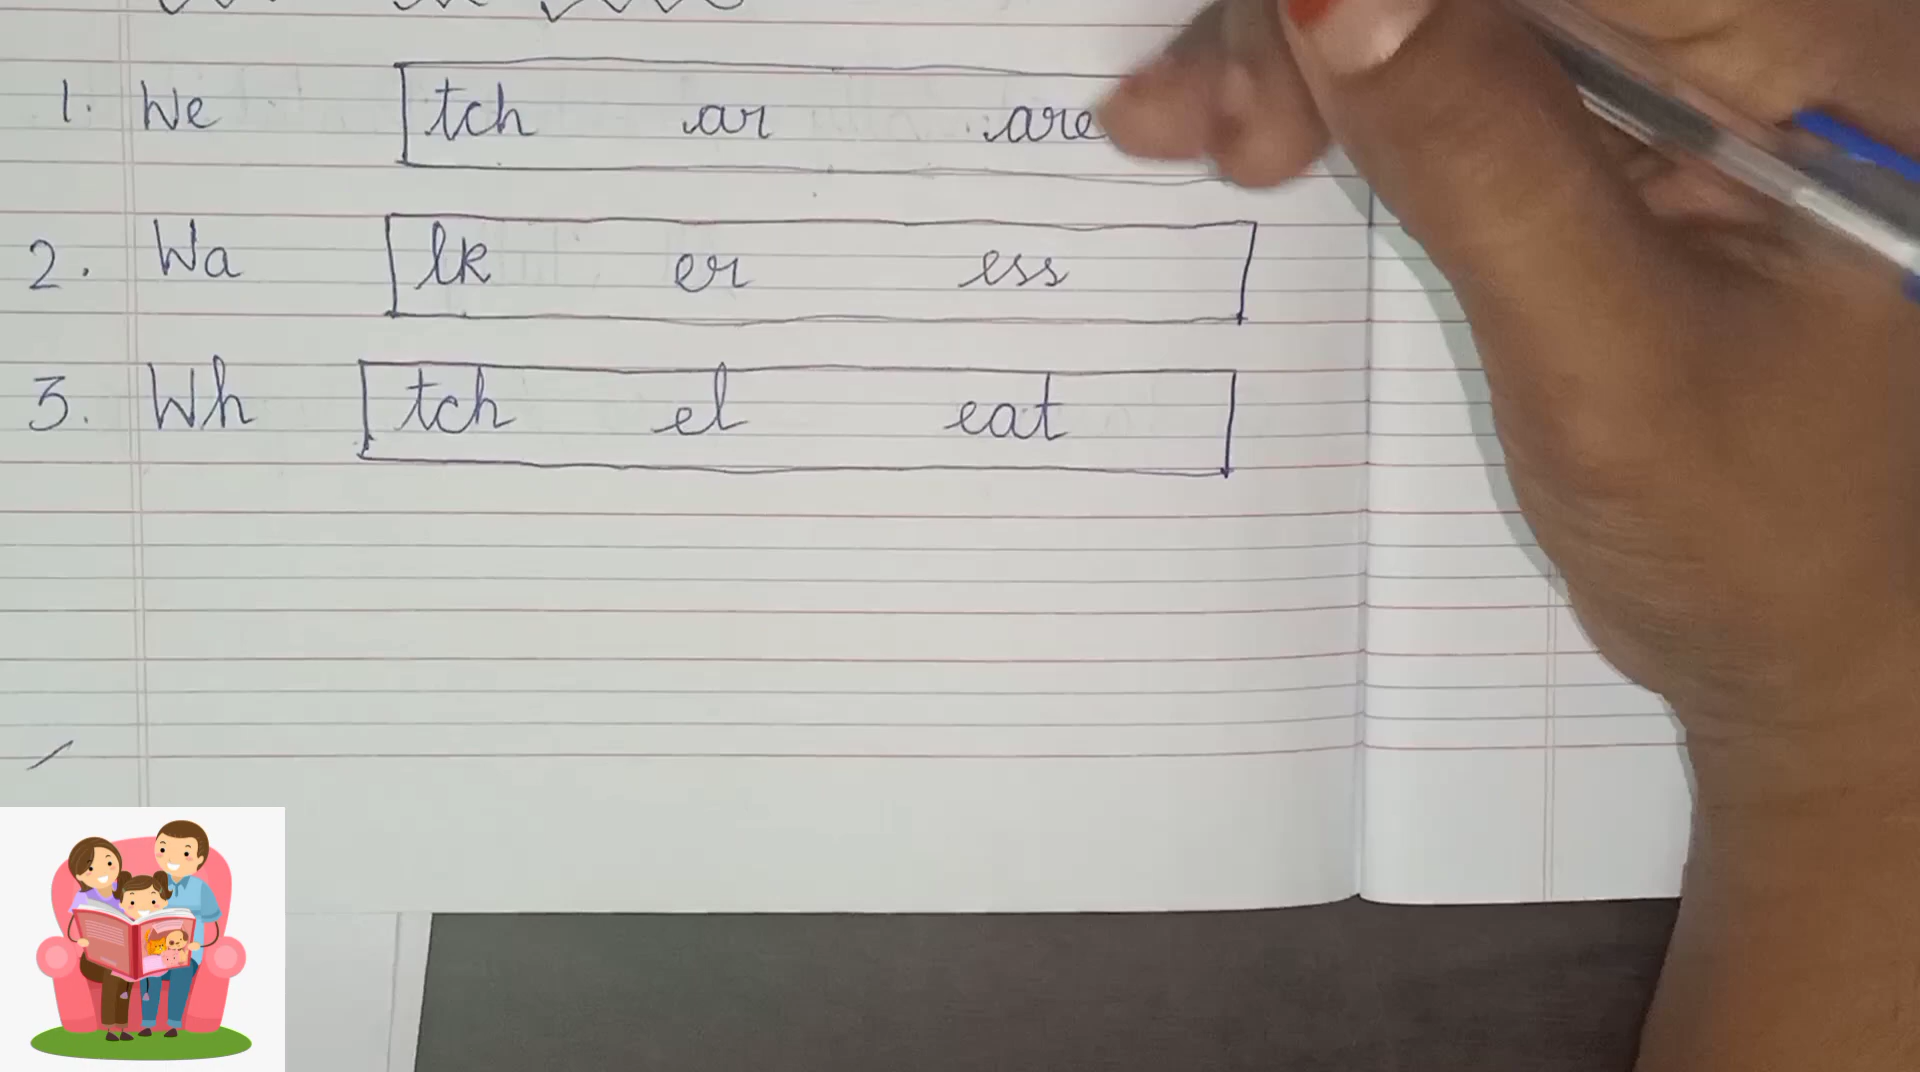 1. We tch ar are
2. Wa lk er ess
3. Wh tch el eat